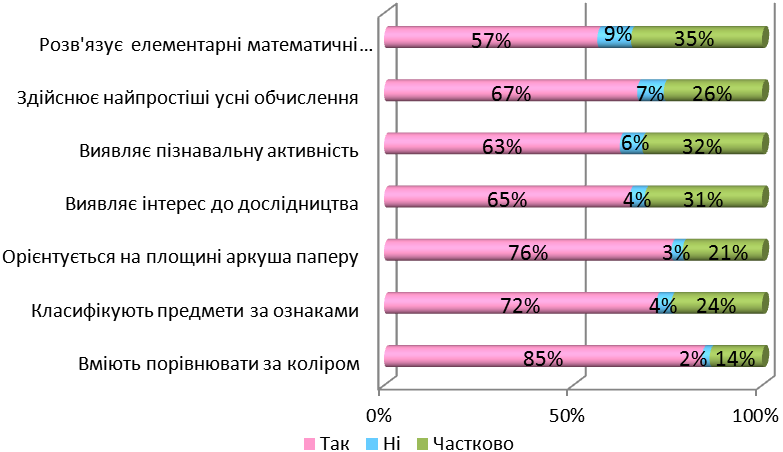 Розв'язує елементарні математичні...
57% 9% 35%
Здійснює найпростіші усні обчислення
67% 7% 26%
Виявляє пізнавальну активність
63% 6% 32%
Виявляє інтерес до дослідництва
65% 4% 31%
Орієнтується на площині аркуша паперу
76% 3% 21%
Класифікують предмети за ознаками
72% 4% 24%
Вміють порівнювати за коліром
85% 2% 14%
0% 50% 100%
Так Ні Частково